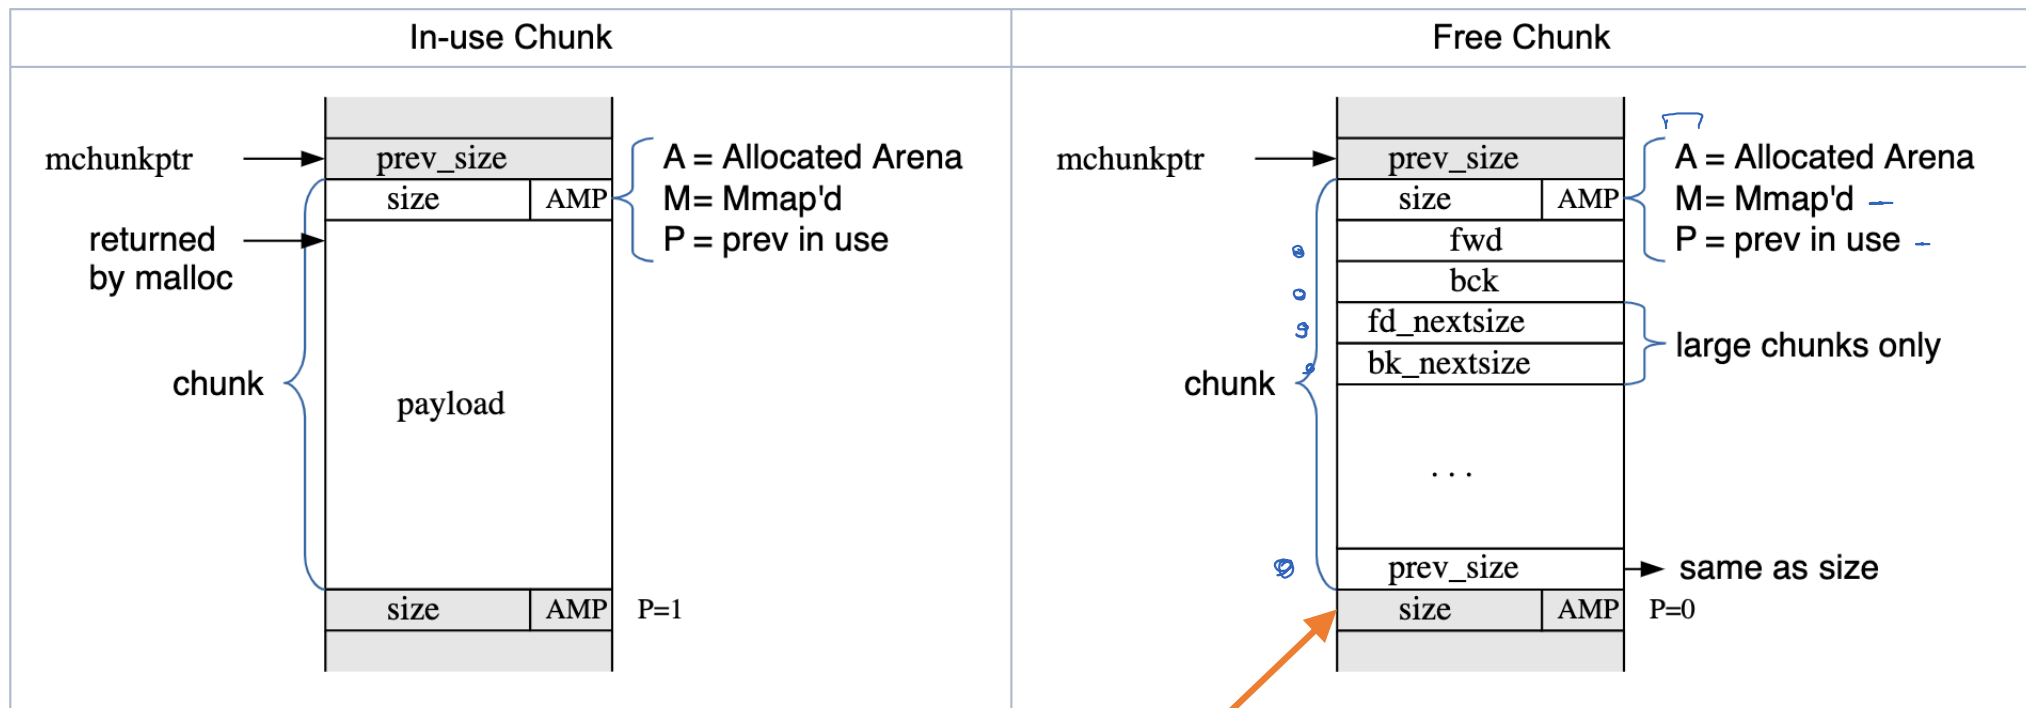 In-use Chunk
mchunkptr
prev_size
size
AMP
A = Allocated Arena
M= Mmap'd
P = prev in use
returned
by malloc
chunk
payload
size
AMP
P=1
Free Chunk
mchunkptr
prev_size
size
AMP
A = Allocated Arena
M= Mmap'd
P = prev in use
fwd
bck
fd_nextsize
bk_nextsize
large chunks only
chunk
. . .
prev_size
same as size
size
AMP
P=0